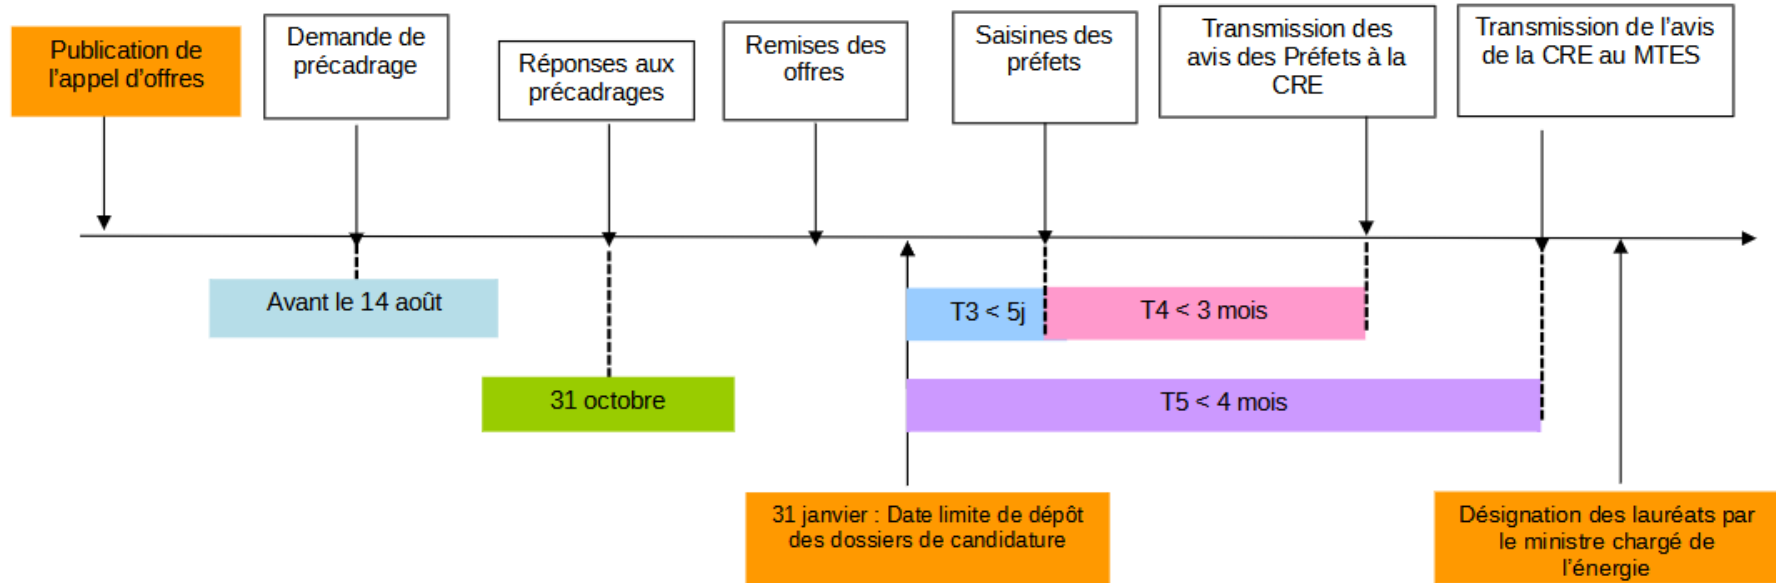 Publication de
l'appel d'offres
Demande de
précadrage
Réponses aux
précadrages
Remises des
offres
Saisines des
préfets
Transmission des
avis des Préfets à la
CRE
Transmission de l'avis
de la CRE au MTES
Avant le 14 août
T3 < 5j
T4 < 3 mois
31 octobre
T5 < 4 mois
31 janvier : Date limite de dépôt
des dossiers de candidature
Désignation des lauréats par
le ministre chargé de
l'énergie